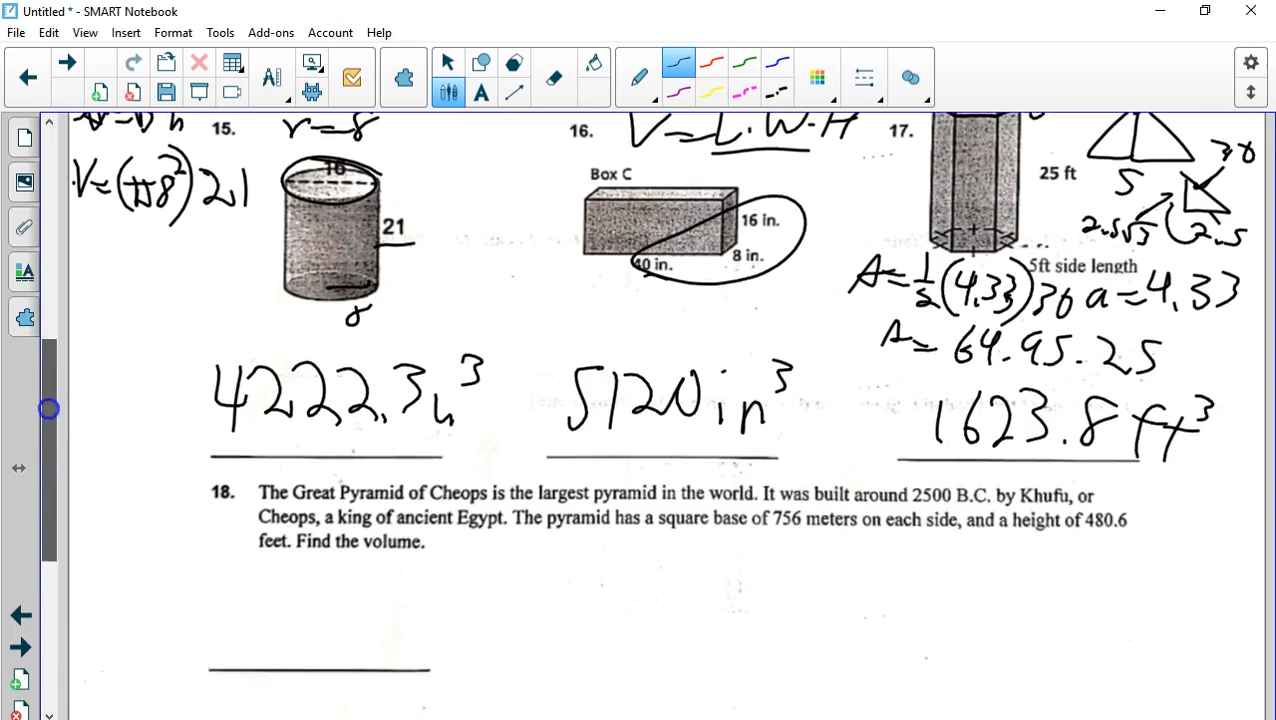 Untitled * - SMART Notebook
File Edit View Insert Format Tools Add-ons Account Help
15.
r=8
16.
V=L.W-H
17.
V=(π8²)21
16
21
8
Box C
16 in.
8 in.
40 in.
25 ft
5
30
2.5√3
2.5
5ft side length
A=1/2(4.33)30
a=4.33
A=64.95.25
4222.3
3
5120in³
1623.8ft³
18. The Great Pyramid of Cheops is the largest pyramid in the world. It was built around 2500 B.C. by Khufu, or
Cheops, a king of ancient Egypt. The pyramid has a square base of 756 meters on each side, and a height of 480.6
feet. Find the volume.